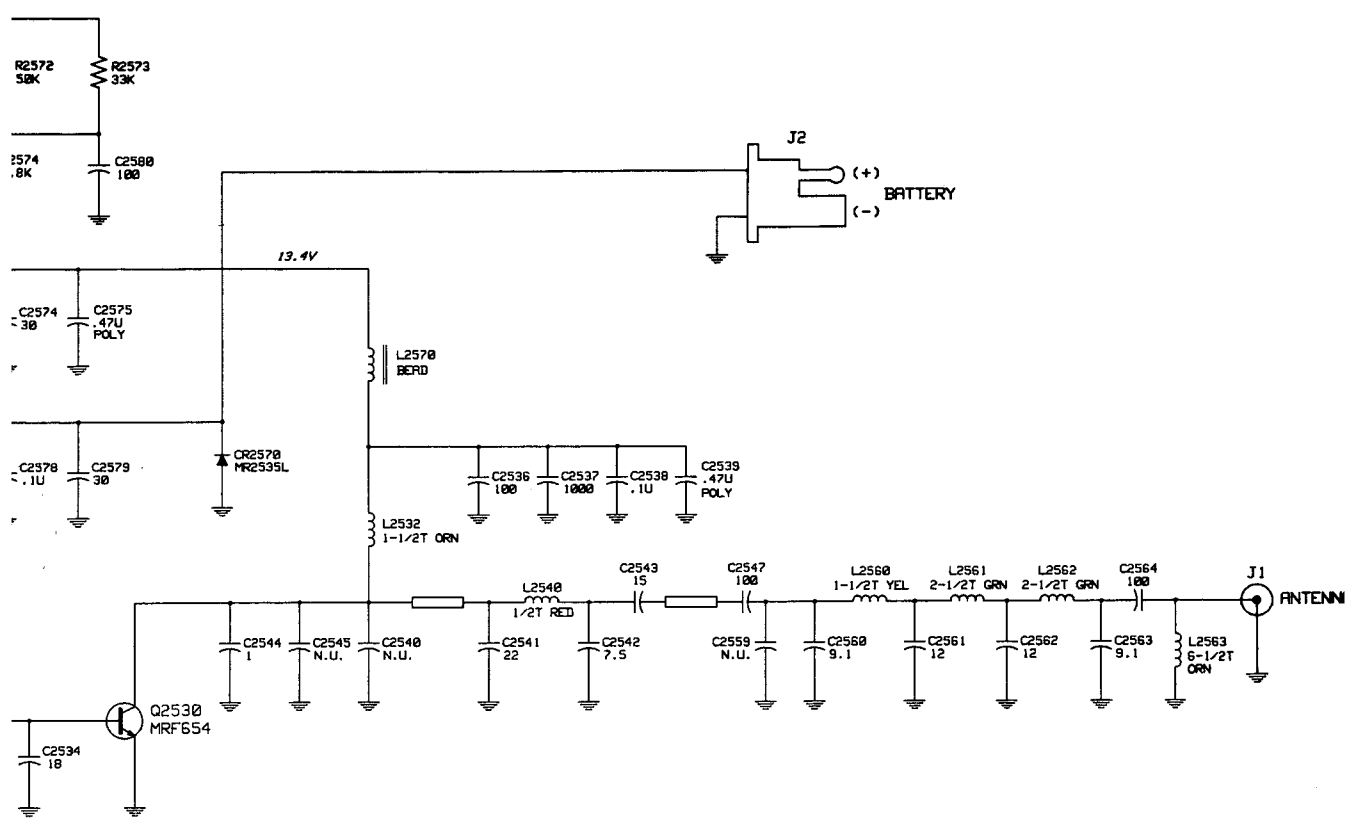 R2572
50K
R2573
33K
2574
.8K
C2580
100
J2
(+)
BATTERY
(-)
13.4V
C2574
30
C2575
.47U
POLY
L2570
BEAD
C2578
.1U
C2579
30
CR2570
MR2535L
C2536
100
C2537
1000
C2538
.1U
C2539
.47U
POLY
L2532
1-1/2T ORN
L2540
1/2T RED
C2543
15
C2547
100
L2560
1-1/2T YEL
L2561
2-1/2T GRN
L2562
2-1/2T GRN
C2564
100
J1
ANTENN
C2544
1
C2545
N.U.
C2540
N.U.
C2541
22
C2542
7.5
C2559
N.U.
C2560
9.1
C2561
12
C2562
12
C2563
9.1
L2563
6-1/2T
ORN
Q2530
MRF654
C2534
18